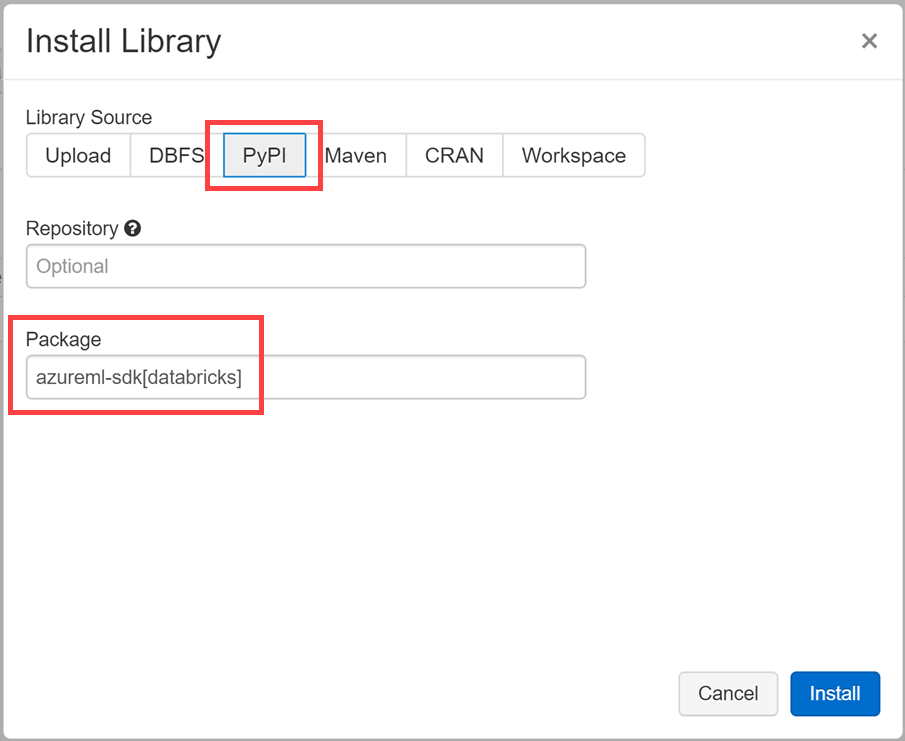 Install Library
Library Source
Upload DBFS PyPI Maven CRAN Workspace
Repository
Optional
Package
azureml-sdk[databricks]
Cancel Install